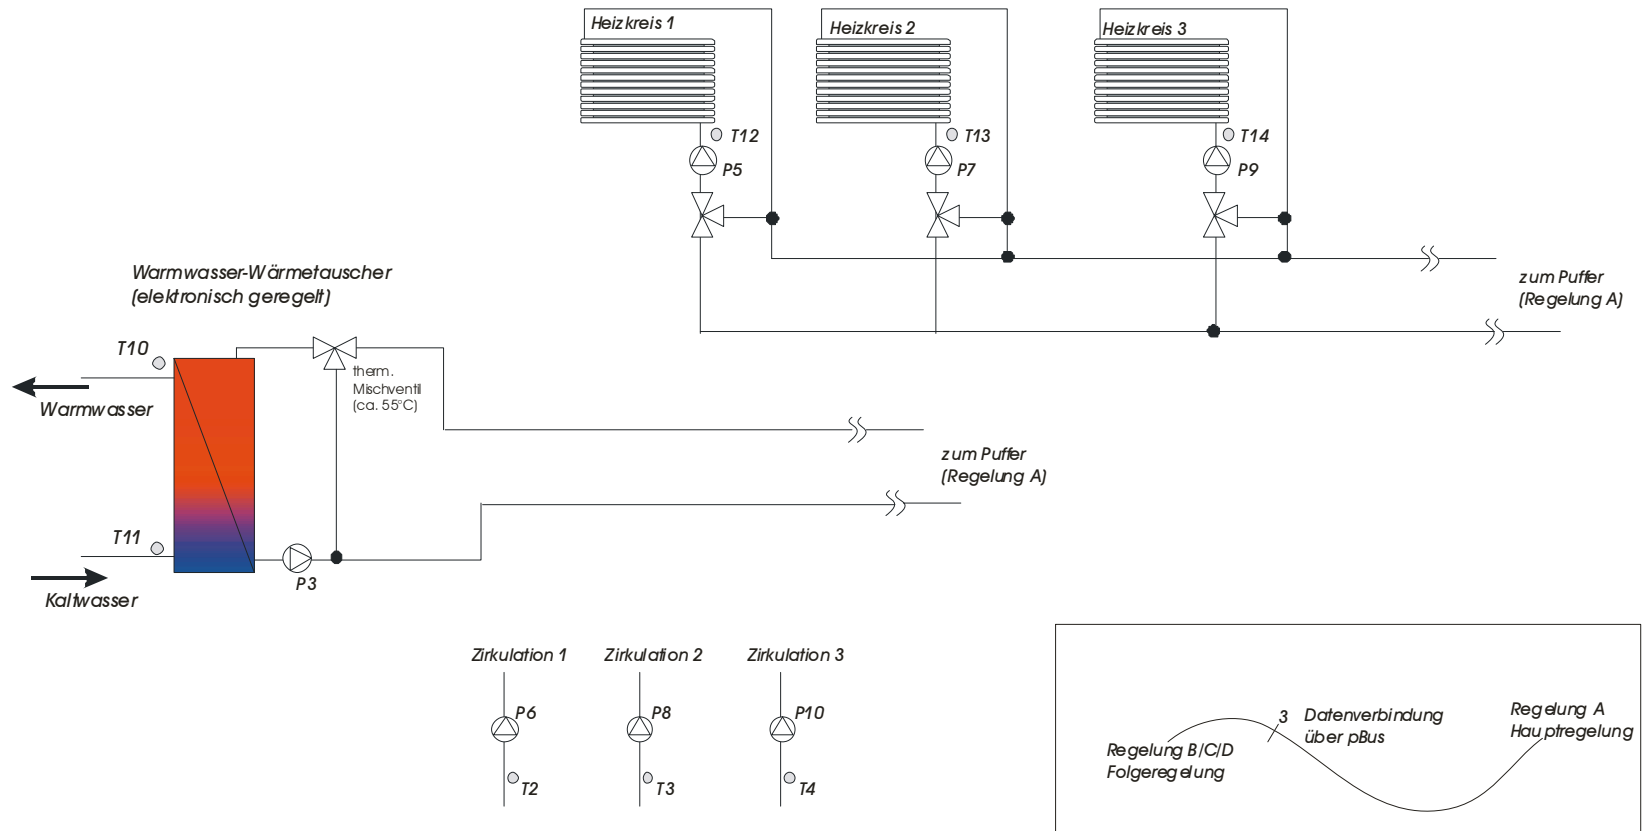 Heizkreis 1
Heizkreis 2
Heizkreis 3
T12
T13
T14
P5
P7
P9
zum Puffer
(Regelung A)
Warmwasser-Wärmetauscher
(elektronisch geregelt)
T10
therm.
Mischventil
(ca. 55°C)
Warmwasser
zum Puffer
(Regelung A)
T11
P3
Kaltwasser
Zirkulation 1
Zirkulation 2
Zirkulation 3
P6
P8
P10
T2
T3
T4
3
Datenverbindung
über pBus
Regelung A
Hauptregelung
Regelung B/C/D
Folgeregelung